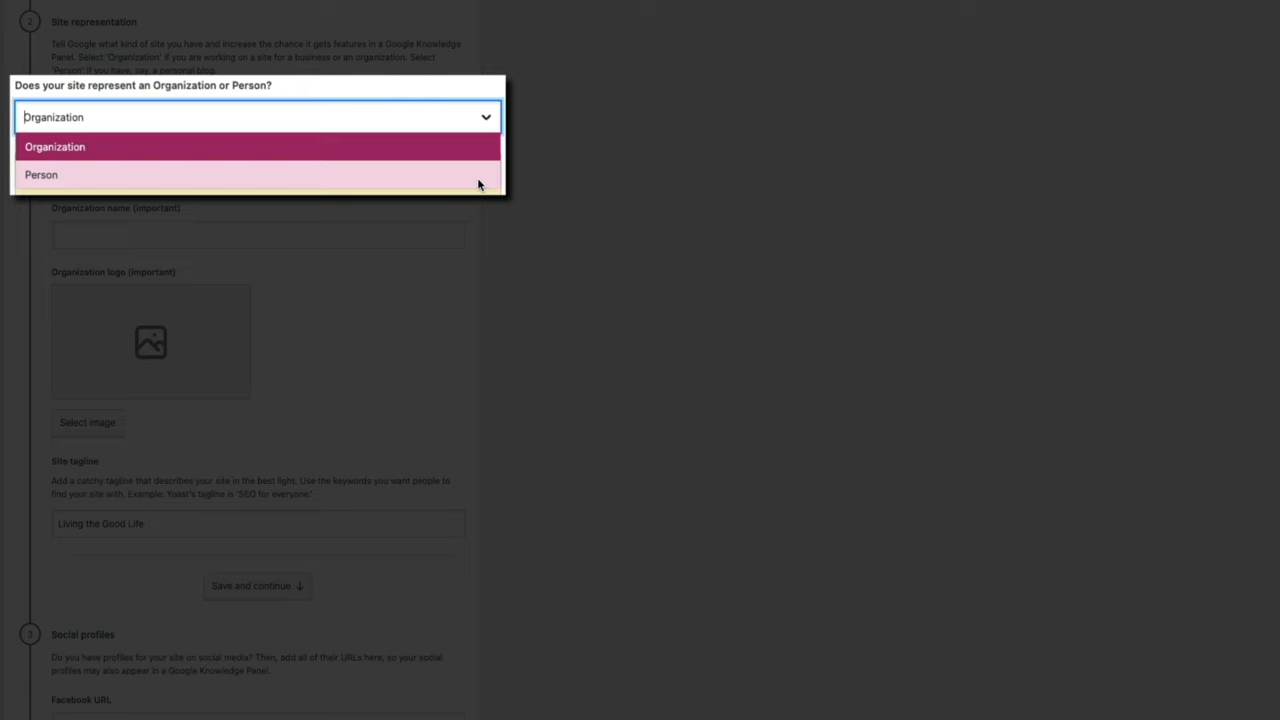 2
Site representation
Tell Google what kind of site you have and increase the chance it gets features in a Google Knowledge
Panel. Select 'Organization' if you are working on a site for a business or an organization. Select
'Person' if you have, say, a personal blog.
Does your site represent an Organization or Person?
Organization
Organization
Person
Organization name (important)
Organization logo (important)
Select image
Site tagline
Add a catchy tagline that describes your site in the best light. Use the keywords you want people to
find your site with. Example: Yoast's tagline is 'SEO for everyone.'
Living the Good Life
Save and continue ↓
3
Social profiles
Do you have profiles for your site on social media? Then, add all of their URLs here, so your social
profiles may also appear in a Google Knowledge Panel.
Facebook URL